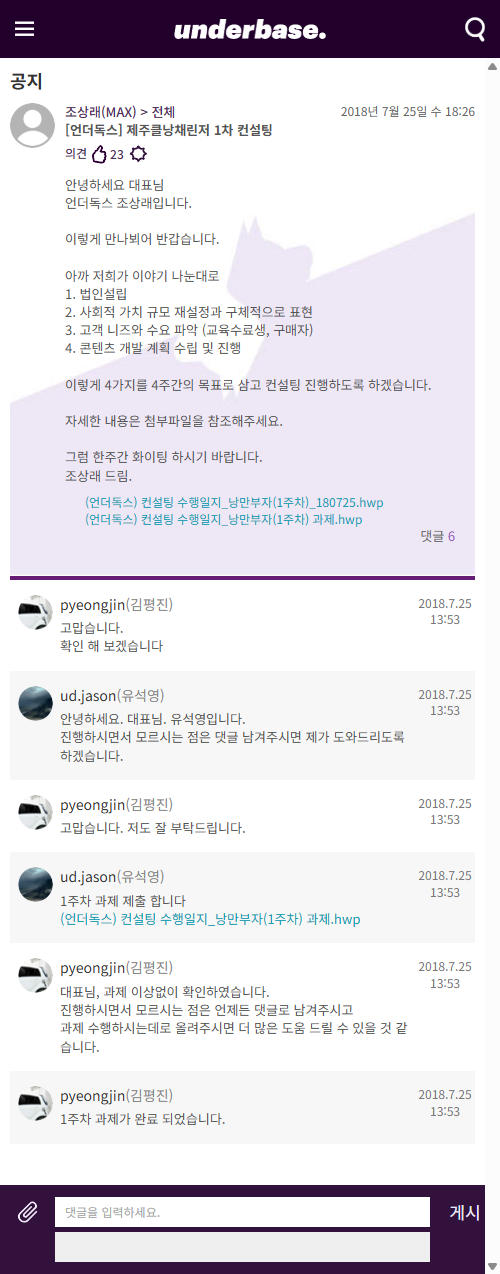 underbase.
공지
조상래(MAX) > 전체
2018년 7월 25일 수 18:26
[언더독스] 제주클낭채린저 1차 컨설팅
의견 23
안녕하세요 대표님
언더독스 조상래입니다.
이렇게 만나뵈어 반갑습니다.
아까 저희가 이야기 나눈대로
1. 법인설립
2. 사회적 가치 규모 재설정과 구체적으로 표현
3. 고객 니즈와 수요 파악 (교육수료생, 구매자)
4. 콘텐츠 개발 계획 수립 및 진행
이렇게 4가지를 4주간의 목표로 삼고 컨설팅 진행하도록 하겠습니다.
자세한 내용은 첨부파일을 참조해주세요.
그럼 한주간 화이팅 하시기 바랍니다.
조상래 드림.
(언더독스) 컨설팅 수행일지_낭만부자(1주차)_180725.hwp
(언더독스) 컨설팅 수행일지_낭만부자(1주차) 과제.hwp
댓글 6
pyeongjin(김평진)
2018.7.25
13:53
고맙습니다.
확인 해 보겠습니다
ud.jason(유석영)
2018.7.25
13:53
안녕하세요. 대표님. 유석영입니다.
진행하시면서 모르시는 점은 댓글 남겨주시면 제가 도와드리도록
하겠습니다.
pyeongjin(김평진)
2018.7.25
13:53
고맙습니다. 저도 잘 부탁드립니다.
ud.jason(유석영)
2018.7.25
13:53
1주차 과제 제출 합니다
(언더독스) 컨설팅 수행일지_낭만부자(1주차) 과제.hwp
pyeongjin(김평진)
2018.7.25
13:53
대표님, 과제 이상없이 확인하였습니다.
진행하시면서 모르시는 점은 언제든 댓글로 남겨주시고
과제 수행하시는데로 올려주시면 더 많은 도움 드릴 수 있을 것 같
습니다.
pyeongjin(김평진)
2018.7.25
13:53
1주차 과제가 완료 되었습니다.
댓글을 입력하세요.
게시